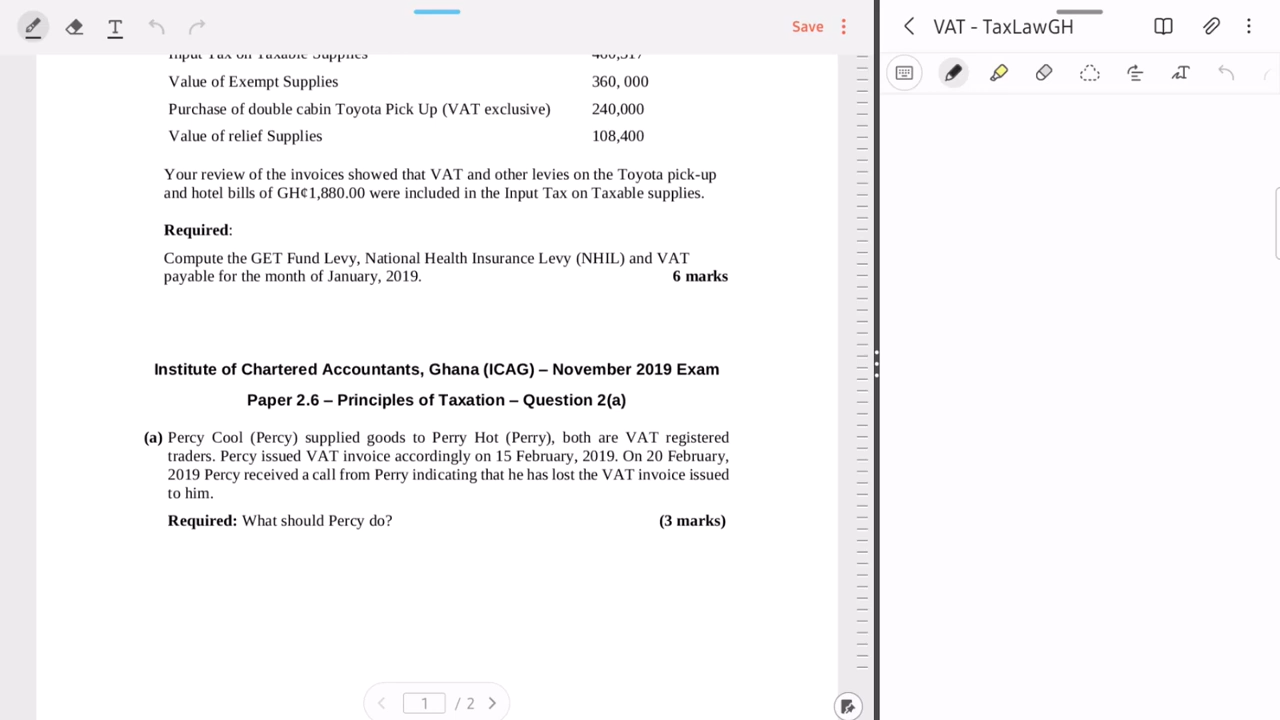 Save
VAT - TaxLawGH
Input Tax on Taxable Supplies 460,317
Value of Exempt Supplies 360, 000
Purchase of double cabin Toyota Pick Up (VAT exclusive) 240,000
Value of relief Supplies 108,400
Your review of the invoices showed that VAT and other levies on the Toyota pick-up
and hotel bills of GH¢1,880.00 were included in the Input Tax on Taxable supplies.
Required:
Compute the GET Fund Levy, National Health Insurance Levy (NHIL) and VAT
payable for the month of January, 2019. 6 marks
Institute of Chartered Accountants, Ghana (ICAG) – November 2019 Exam
Paper 2.6 – Principles of Taxation – Question 2(a)
(a) Percy Cool (Percy) supplied goods to Perry Hot (Perry), both are VAT registered
traders. Percy issued VAT invoice accordingly on 15 February, 2019. On 20 February,
2019 Percy received a call from Perry indicating that he has lost the VAT invoice issued
to him.
Required: What should Percy do? (3 marks)
1 / 2